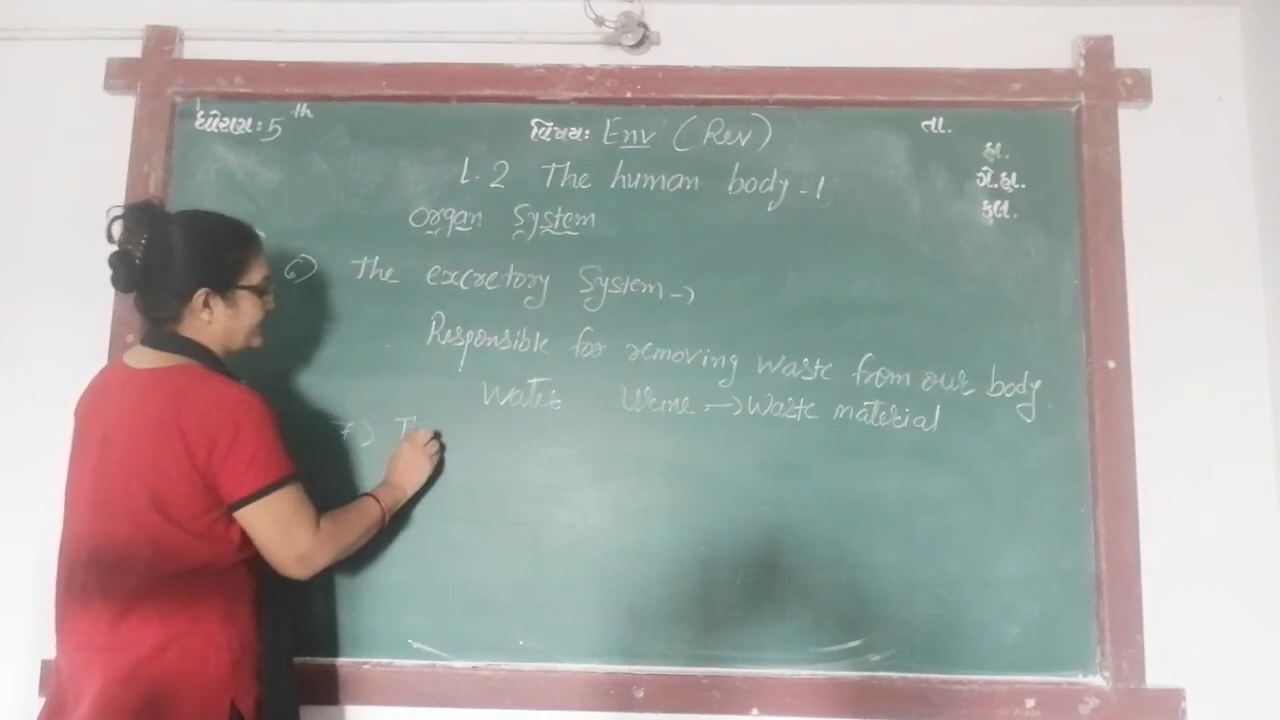 ધોરણ: 5th
વિષય: Env (Rev)
તા.
હા.
ગે.હા.
કુલ.
L.2 The human body-1
Organ System
6) The excretory System→
Responsible for removing waste from our body.
Water Urine → Waste material
7) T